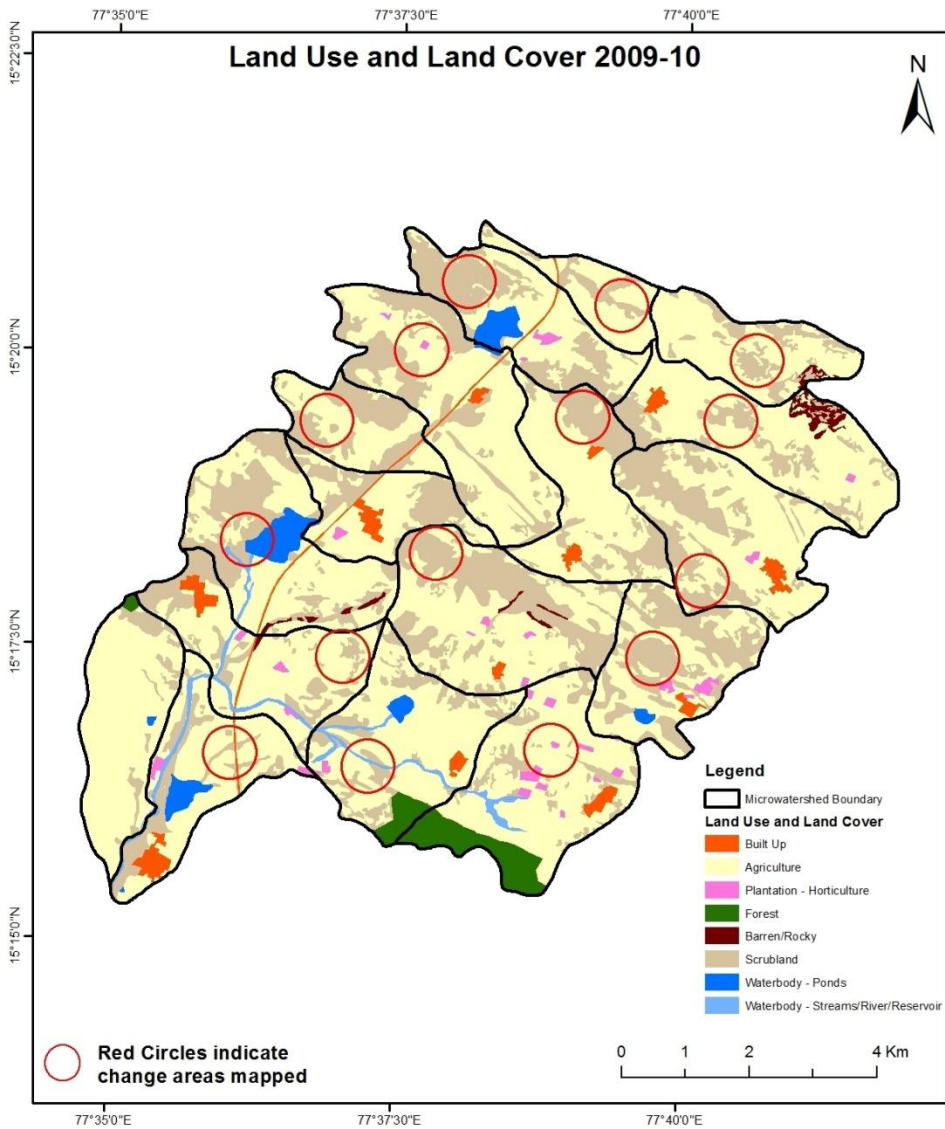 77°35'0"E
77°37'30"E
77°40'0"E
15°22'30"N
Land Use and Land Cover 2009-10
N
15°20'0"N
15°17'30"N
15°15'0"N
Legend
Microwatershed Boundary
Land Use and Land Cover
Built Up
Agriculture
Plantation - Horticulture
Forest
Barren/Rocky
Scrubland
Waterbody - Ponds
Waterbody - Streams/River/Reservoir
Red Circles indicate
change areas mapped
0 1 2 4 Km
77°35'0"E
77°37'30"E
77°40'0"E